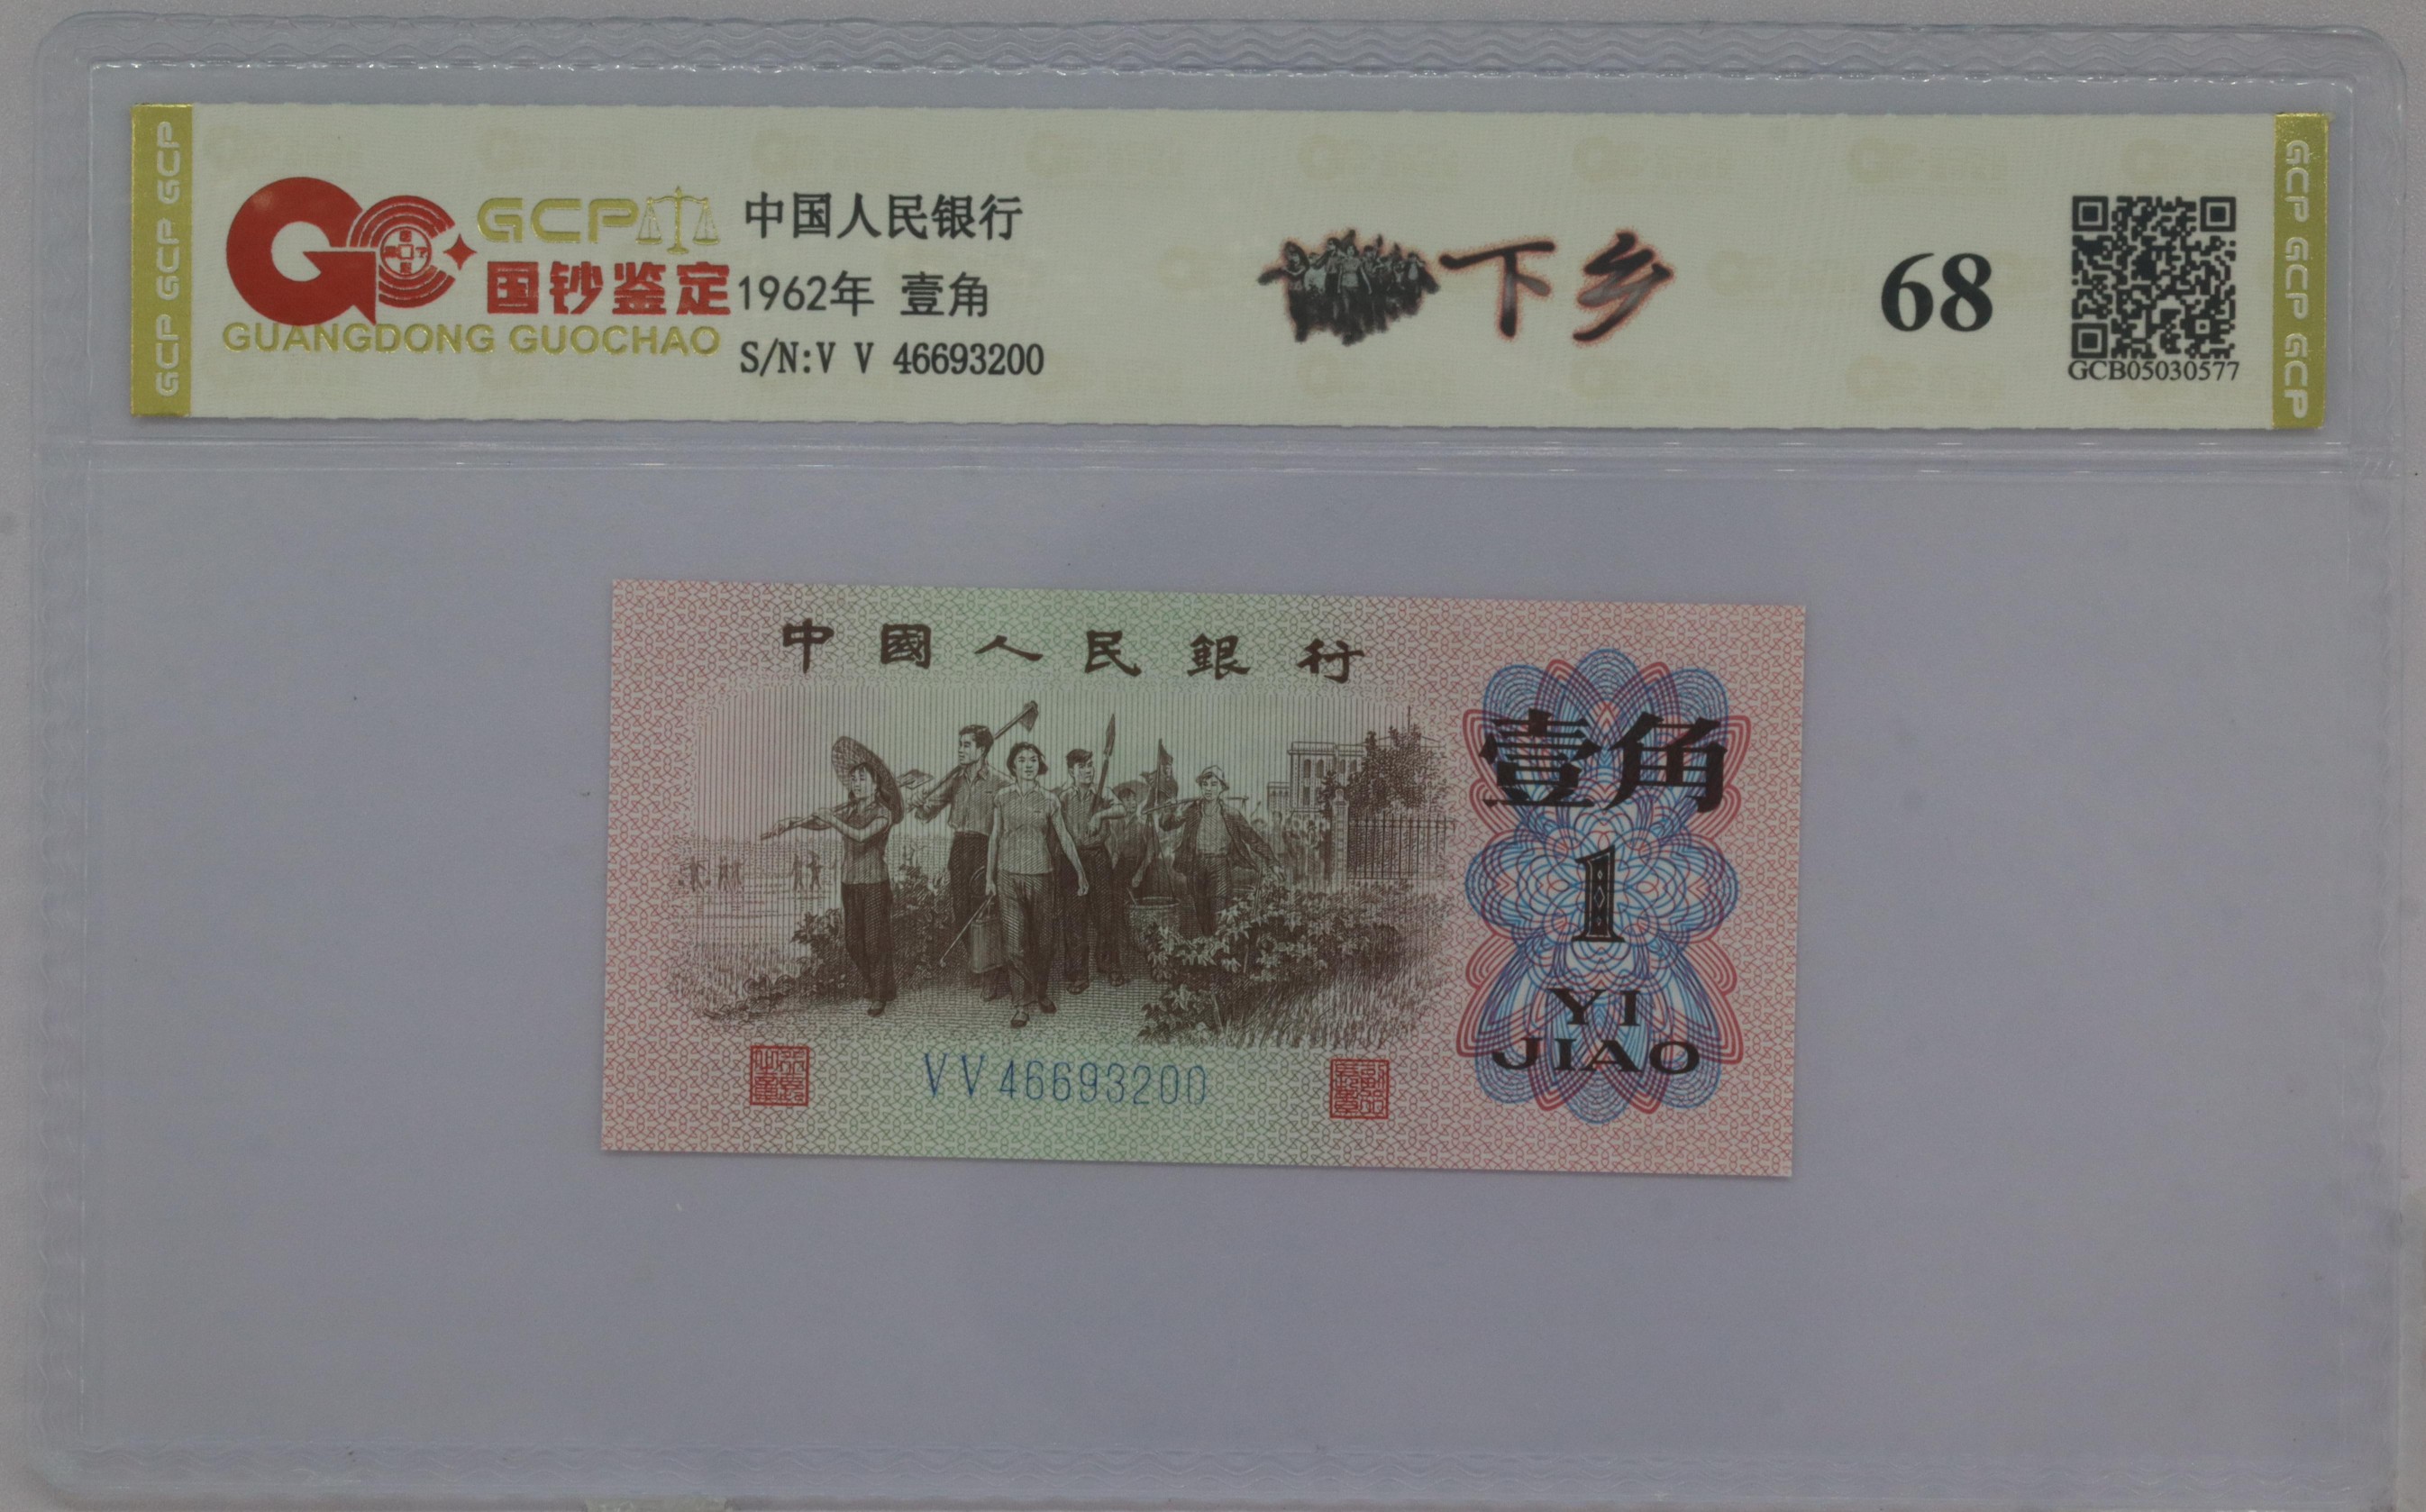 GCP GCP GCP
GCP
国钞鉴定
GUANGDONG GUOCHAO
中国人民银行
1962年 壹角
S/N:V V 46693200
下乡
68
GCB05030577
GCP GCP GCP
中國人民銀行
壹角
1
YI
JIAO
VV46693200